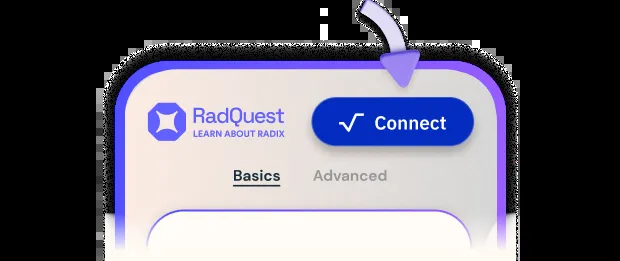 RadQuest
LEARN ABOUT RADIX
Connect
Basics
Advanced